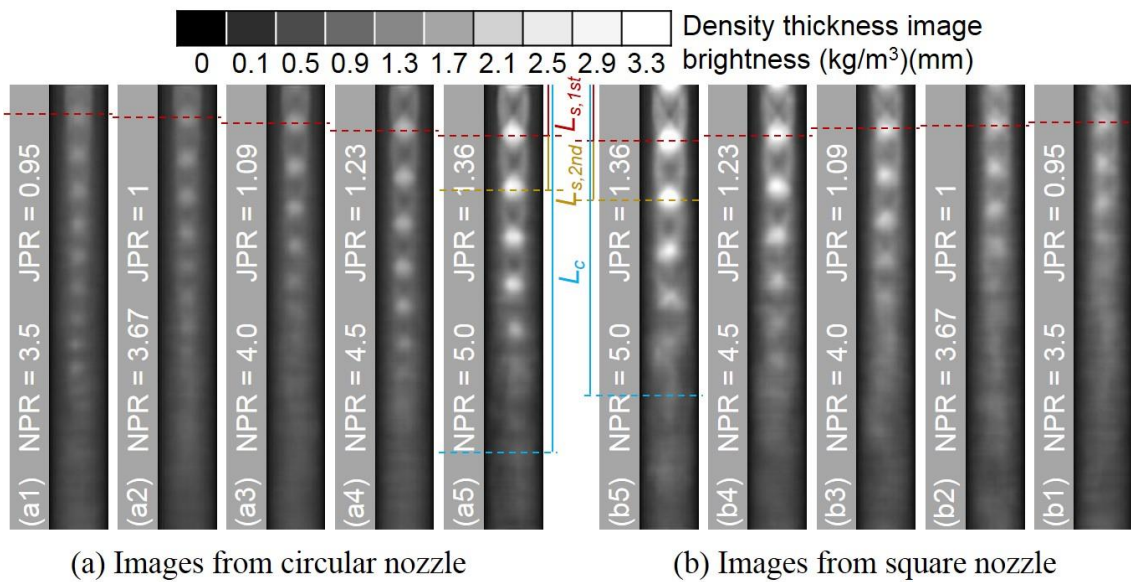 Density thickness image
brightness (kg/m³)(mm)
0 0.1 0.5 0.9 1.3 1.7 2.1 2.5 2.9 3.3
(a1) NPR = 3.5 JPR = 0.95
(a2) NPR = 3.67 JPR = 1
(a3) NPR = 4.0 JPR = 1.09
(a4) NPR = 4.5 JPR = 1.23
(a5) NPR = 5.0 JPR = 1.36
Ls,1st
Ls,2nd
Lc
(b5) NPR = 5.0 JPR = 1.36
(b4) NPR = 4.5 JPR = 1.23
(b3) NPR = 4.0 JPR = 1.09
(b2) NPR = 3.67 JPR = 1
(b1) NPR = 3.5 JPR = 0.95
(a) Images from circular nozzle
(b) Images from square nozzle